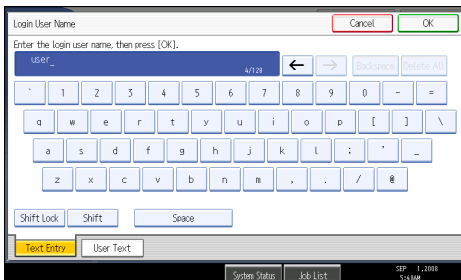 Login User Name Cancel OK
Enter the login user name, then press [OK].
user_
4/128 ← → Backspace Delete All
` 1 2 3 4 5 6 7 8 9 0 - =
q w e r t y u i o p [ ] \
a s d f g h j k l ; ' _
z x c v b n m , . / @
Shift Lock Shift Space
Text Entry User Text
System Status Job List SEP 1,2008
5:48AM